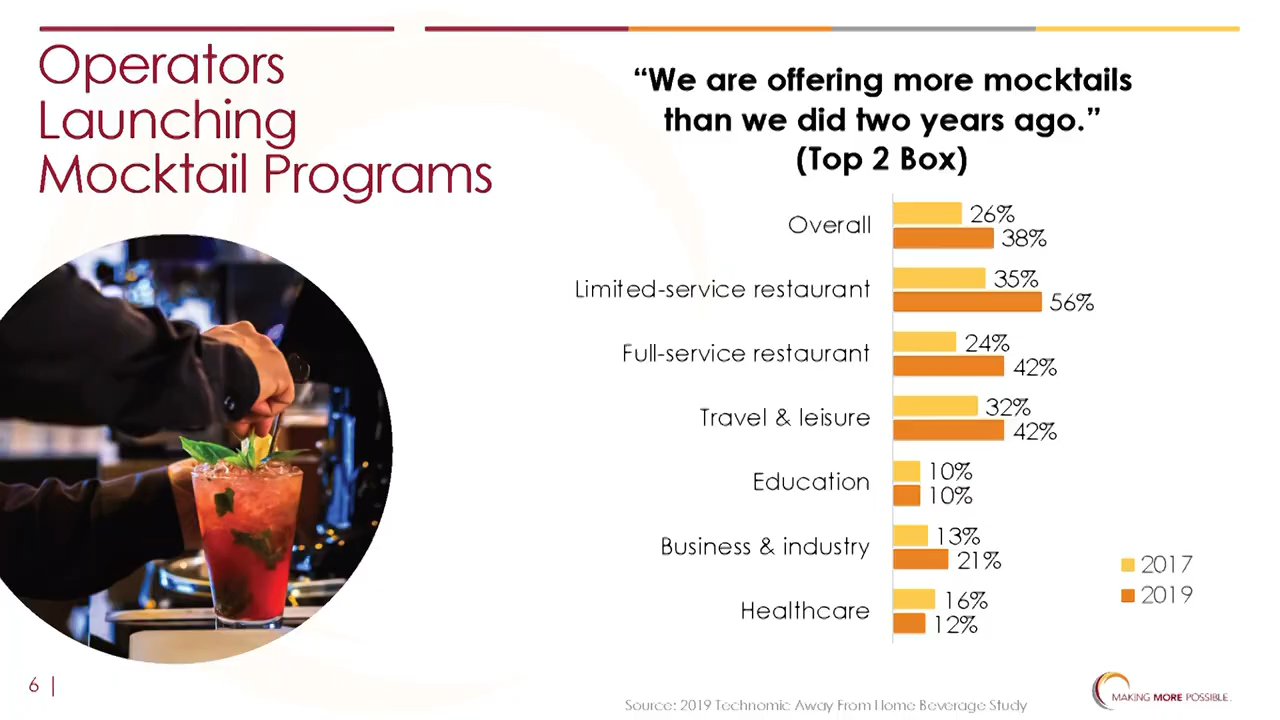 Operators
Launching
Mocktail Programs
“We are offering more mocktails
than we did two years ago.”
(Top 2 Box)
Overall
26%
38%
Limited-service restaurant
35%
56%
Full-service restaurant
24%
42%
Travel & leisure
32%
42%
Education
10%
10%
Business & industry
13%
21%
Healthcare
16%
12%
2017
2019
6 |
Source: 2019 Technomic Away From Home Beverage Study
MAKING MORE POSSIBLE.